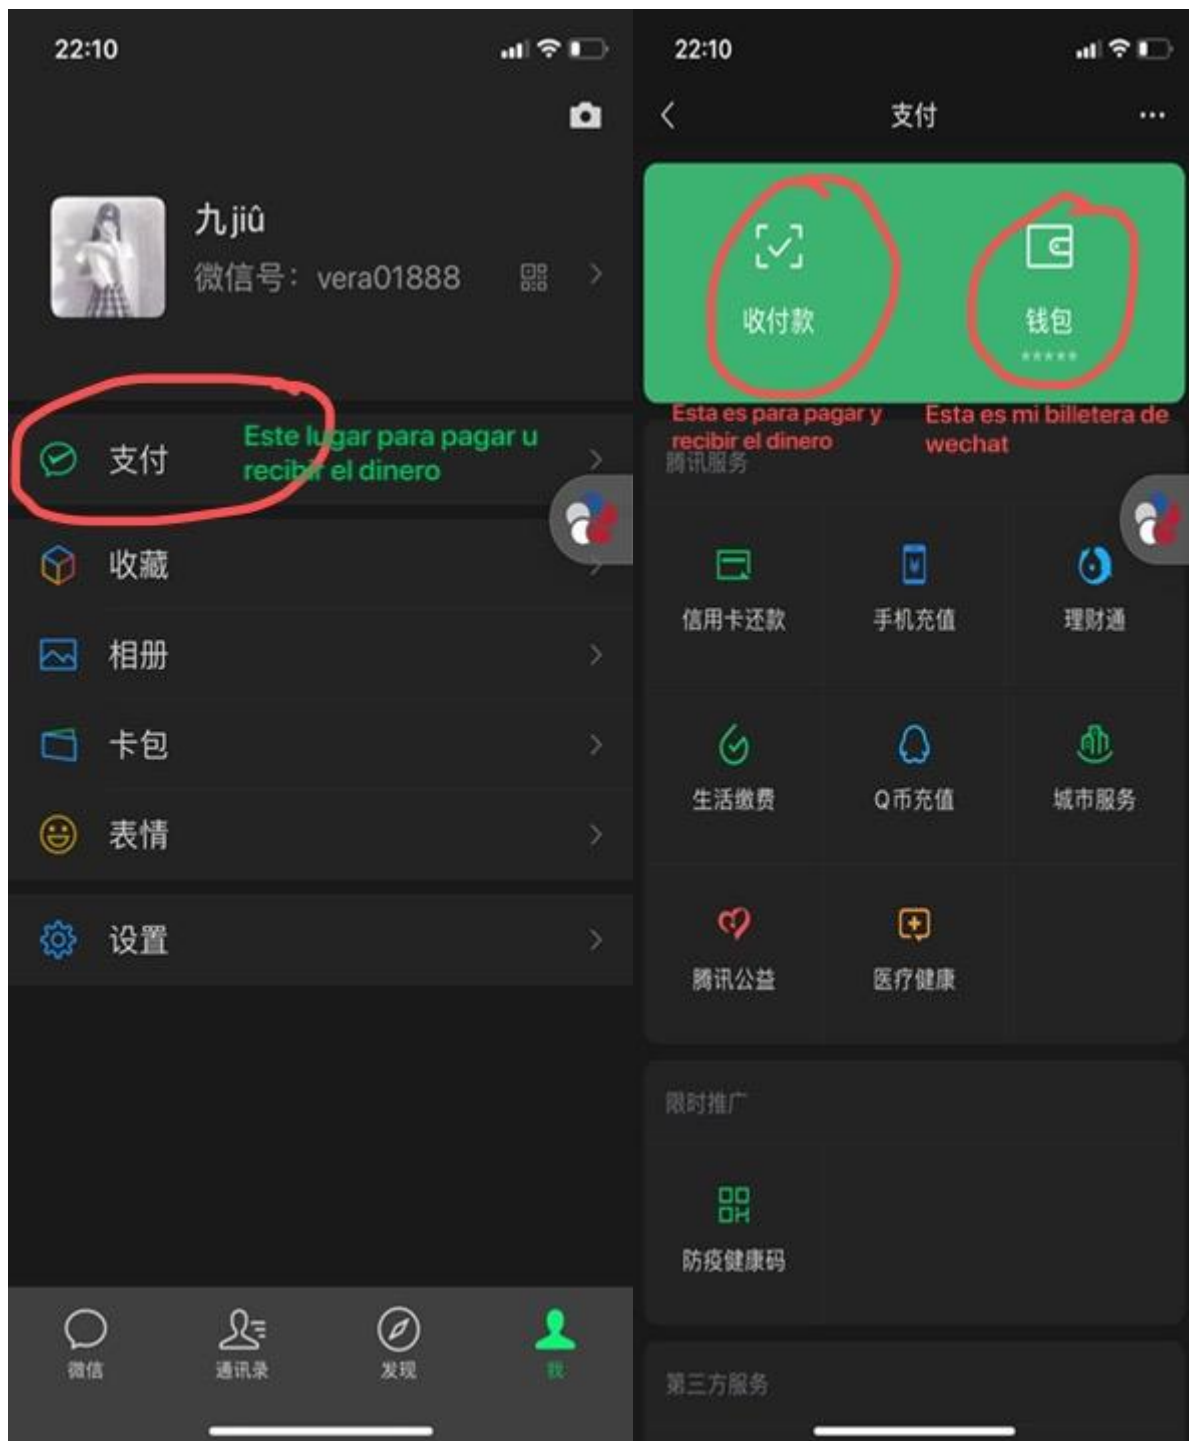 22:10
九jiû
微信号：vera01888
支付
Este lugar para pagar u
recibir el dinero
收藏
相册
卡包
表情
设置
微信
通讯录
发现
我
22:10
支付
收付款
钱包
*****
Esta es para pagar y
recibir el dinero
Esta es mi billetera de
wechat
腾讯服务
信用卡还款
手机充值
理财通
生活缴费
Q币充值
城市服务
腾讯公益
医疗健康
限时推广
防疫健康码
第三方服务